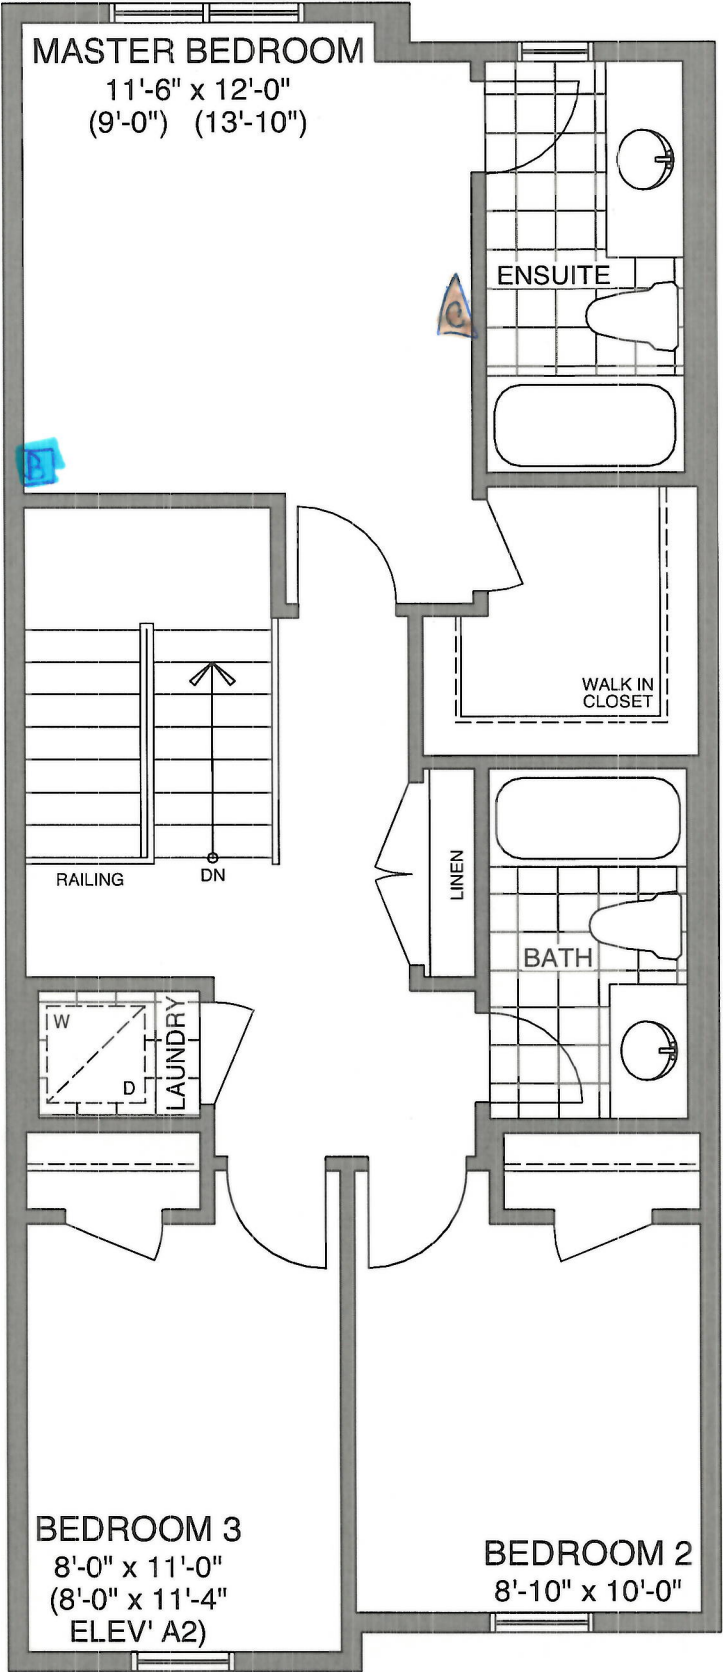 MASTER BEDROOM
11'-6" x 12'-0"
(9'-0") (13'-10")
ENSUITE
C
B
WALK IN
CLOSET
RAILING
DN
LINEN
BATH
W
D
LAUNDRY
BEDROOM 3
8'-0" x 11'-0"
(8'-0" x 11'-4"
ELEV' A2)
BEDROOM 2
8'-10" x 10'-0"